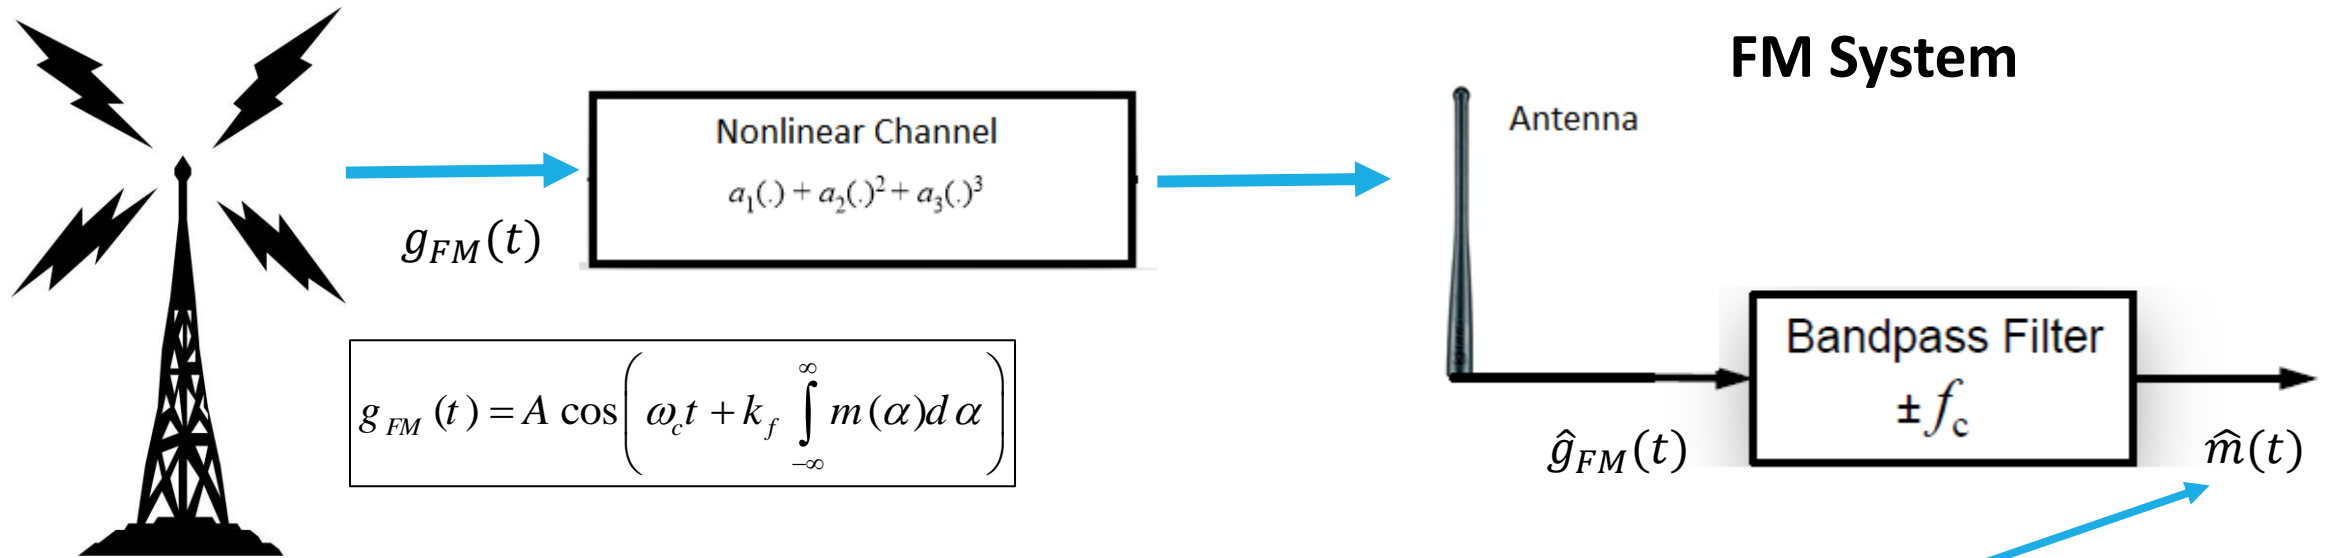 FM System
Nonlinear Channel
a₁(.) + a₂(.)² + a₃(.)³
Antenna
g_FM(t)
g_FM (t) = A cos( ω_c t + k_f ∫_{-∞}^{∞} m(α)dα )
Bandpass Filter
±f_c
ĝ_FM(t)
m̂(t)